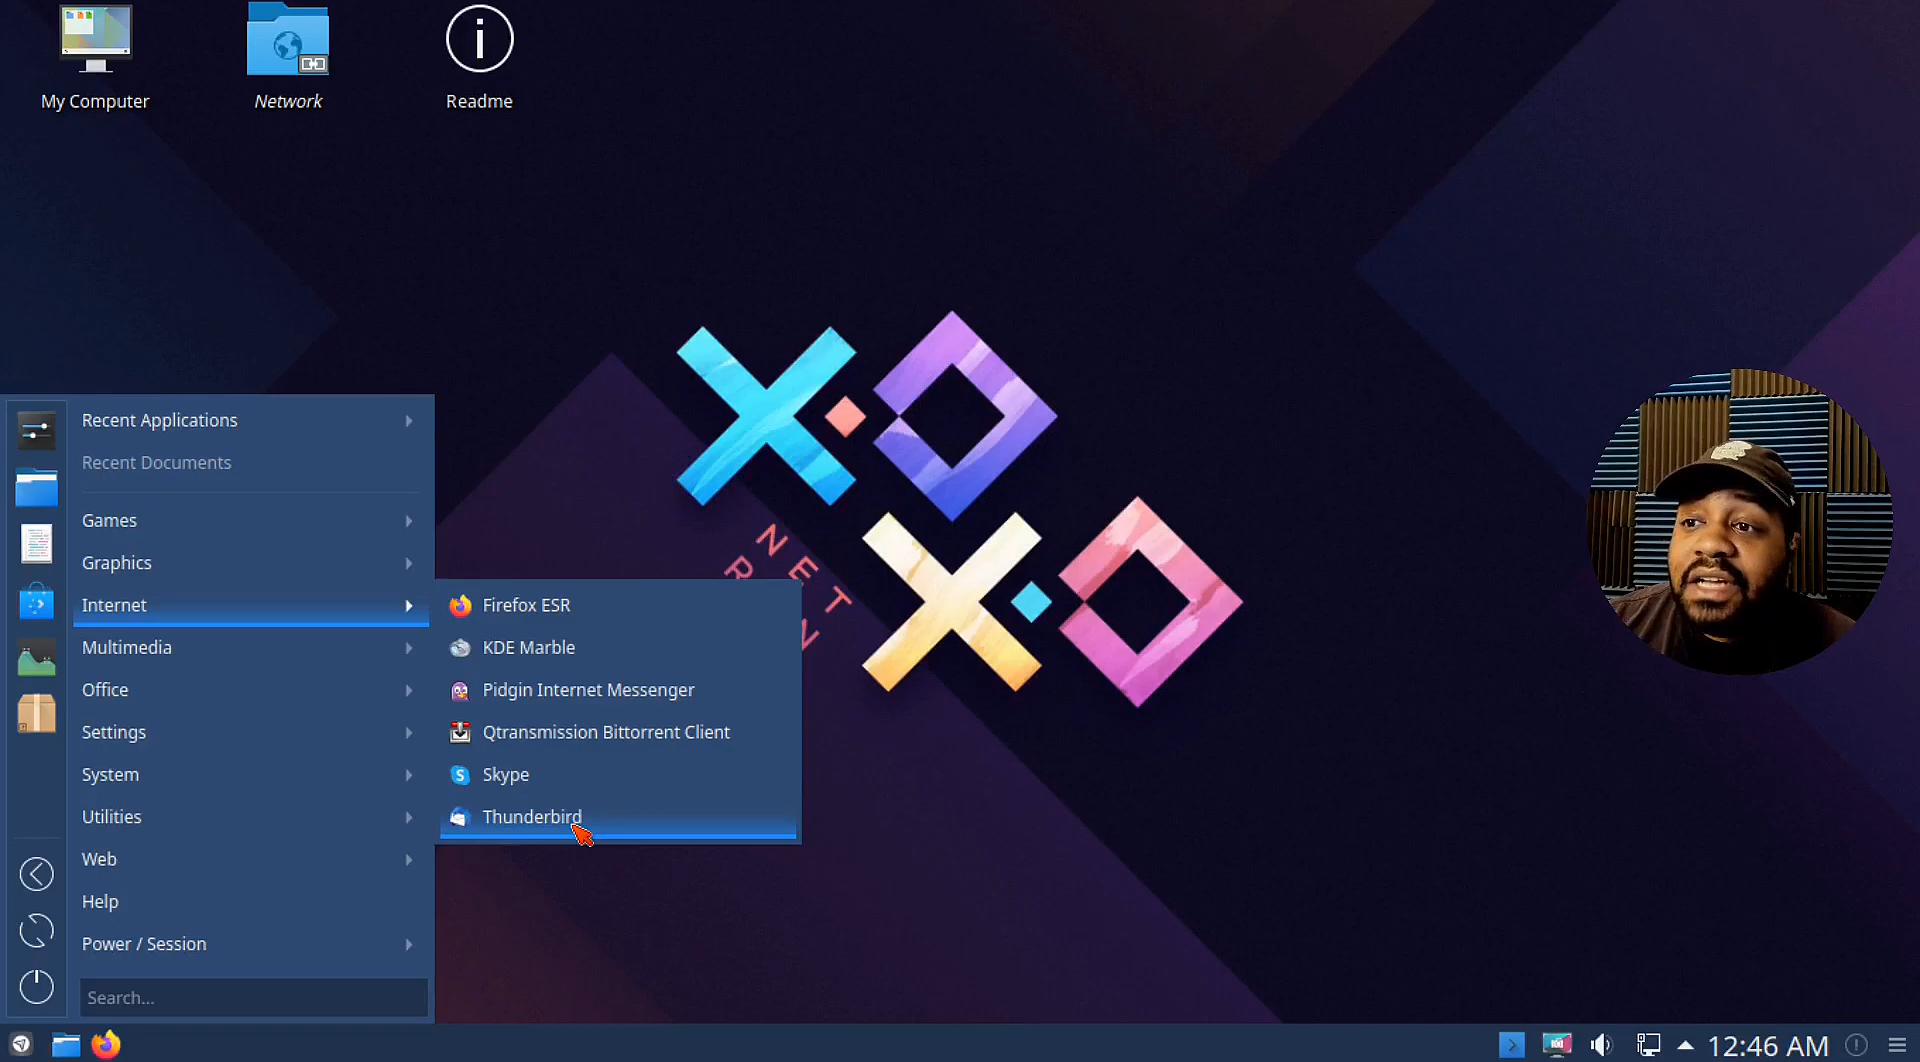 My Computer
Network
Readme
Recent Applications
Recent Documents
Games
Graphics
Internet
Multimedia
Office
Settings
System
Utilities
Web
Help
Power / Session
Search...
Firefox ESR
KDE Marble
Pidgin Internet Messenger
Qtransmission Bittorrent Client
Skype
Thunderbird
X O
NET
X O
12:46 AM